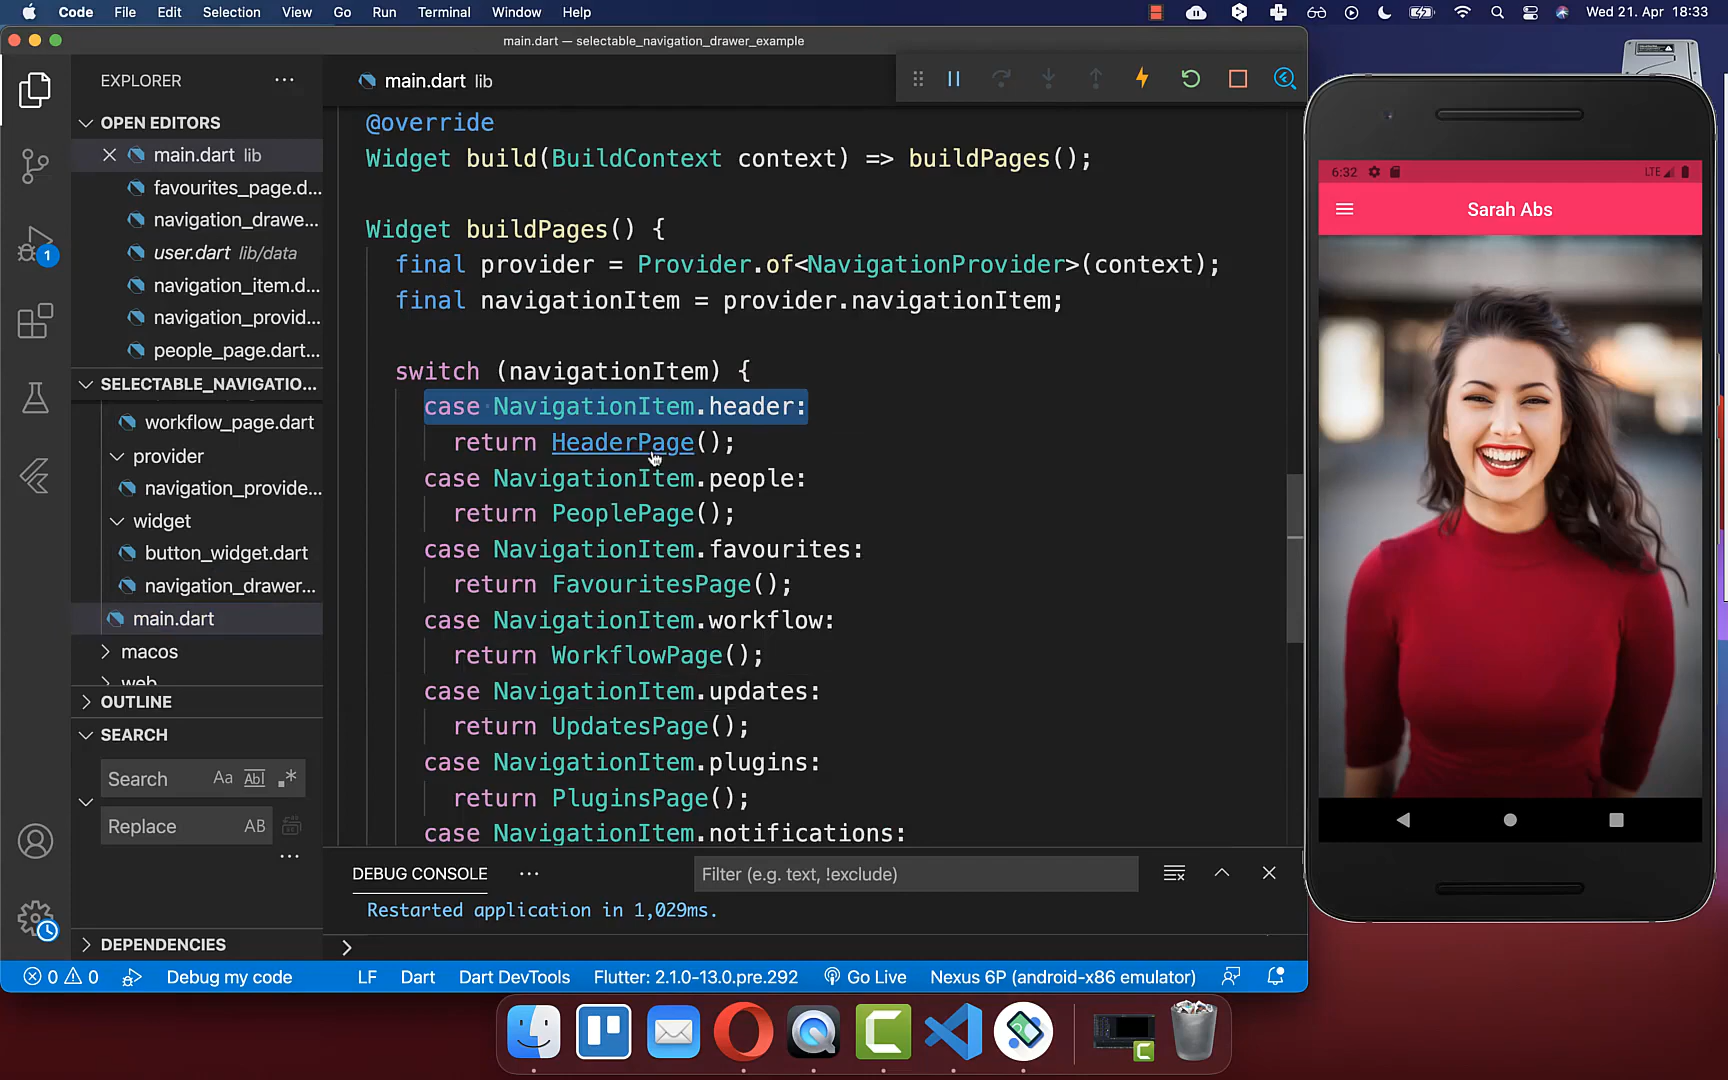 Code File Edit Selection View Go Run Terminal Window Help Wed 21. Apr 18:33
main.dart — selectable_navigation_drawer_example
EXPLORER
OPEN EDITORS
main.dart lib
favourites_page.d...
navigation_drawe...
user.dart lib/data
navigation_item.d...
navigation_provid...
people_page.dart...
SELECTABLE_NAVIGATIO...
workflow_page.dart
provider
navigation_provide...
widget
button_widget.dart
navigation_drawer...
main.dart
macos
web
OUTLINE
SEARCH
Search Aa Abl .*
Replace AB
DEPENDENCIES
1
main.dart lib
@override
Widget build(BuildContext context) => buildPages();
Widget buildPages() {
final provider = Provider.of<NavigationProvider>(context);
final navigationItem = provider.navigationItem;
switch (navigationItem) {
case NavigationItem.header:
return HeaderPage();
case NavigationItem.people:
return PeoplePage();
case NavigationItem.favourites:
return FavouritesPage();
case NavigationItem.workflow:
return WorkflowPage();
case NavigationItem.updates:
return UpdatesPage();
case NavigationItem.plugins:
return PluginsPage();
case NavigationItem.notifications:
DEBUG CONSOLE
Filter (e.g. text, !exclude)
Restarted application in 1,029ms.
0 0 Debug my code LF Dart Dart DevTools Flutter: 2.1.0-13.0.pre.292 Go Live Nexus 6P (android-x86 emulator)
6:32 LTE
Sarah Abs